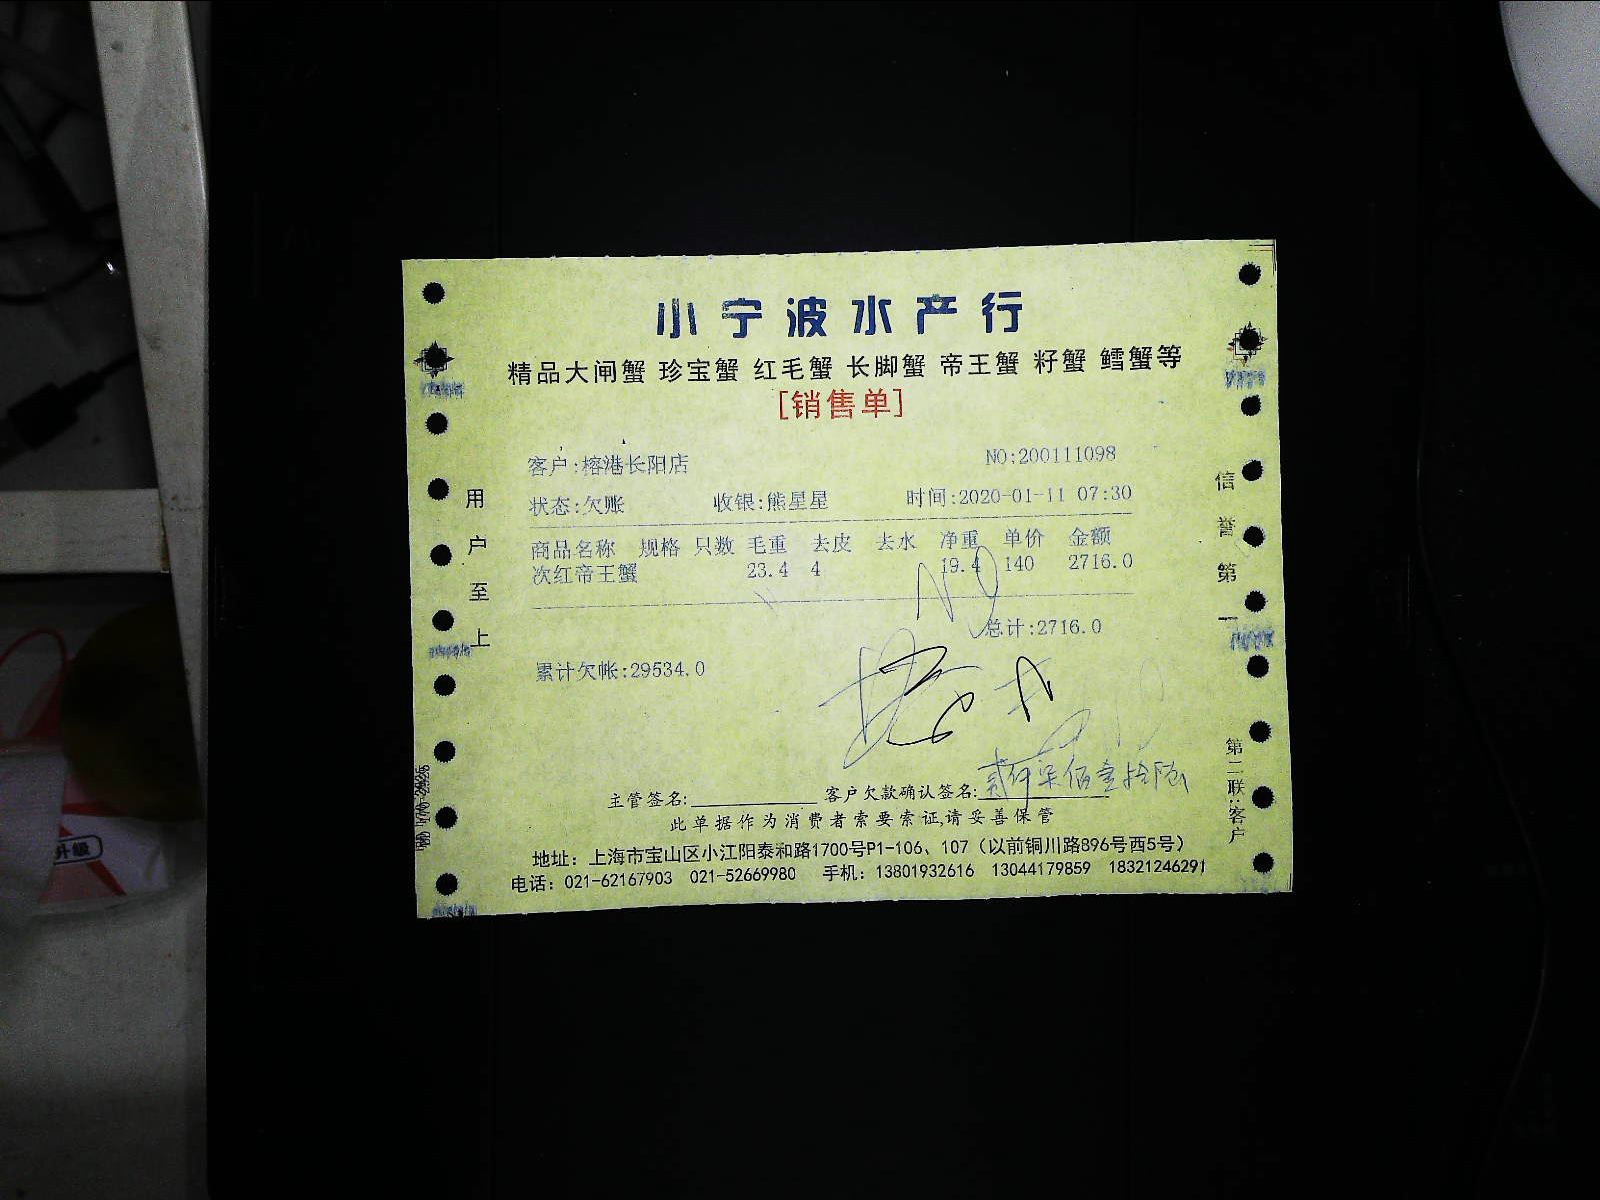 小宁波水产行
精品大闸蟹 珍宝蟹 红毛蟹 长脚蟹 帝王蟹 籽蟹 鳕蟹等
[销售单]
客户:榕港长阳店 NO:200111098
状态:欠账 收银:熊星星 时间:2020-01-11 07:30
商品名称 规格 只数 毛重 去皮 去水 净重 单价 金额
次红帝王蟹 23.4 4 19.4 140 2716.0
总计:2716.0
累计欠帐:29534.0
主管签名: 客户欠款确认签名: 贰仟柒佰壹拾陆
此单据作为消费者索要索证,请妥善保管
地址：上海市宝山区小江阳泰和路1700号P1-106、107（以前铜川路896号西5号）
电话：021-62167903 021-52669980 手机：13801932616 13044179859 18321246291
用户至上
信誉第一
第二联:客户
升級